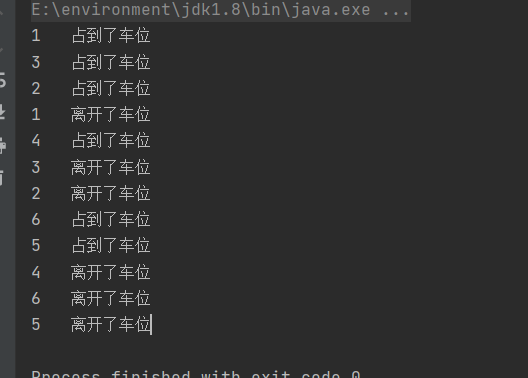 E:\environment\jdk1.8\bin\java.exe ...
1 占到了车位
3 占到了车位
2 占到了车位
1 离开了车位
4 占到了车位
3 离开了车位
2 离开了车位
6 占到了车位
5 占到了车位
4 离开了车位
6 离开了车位
5 离开了车位
Process finished with exit code 0